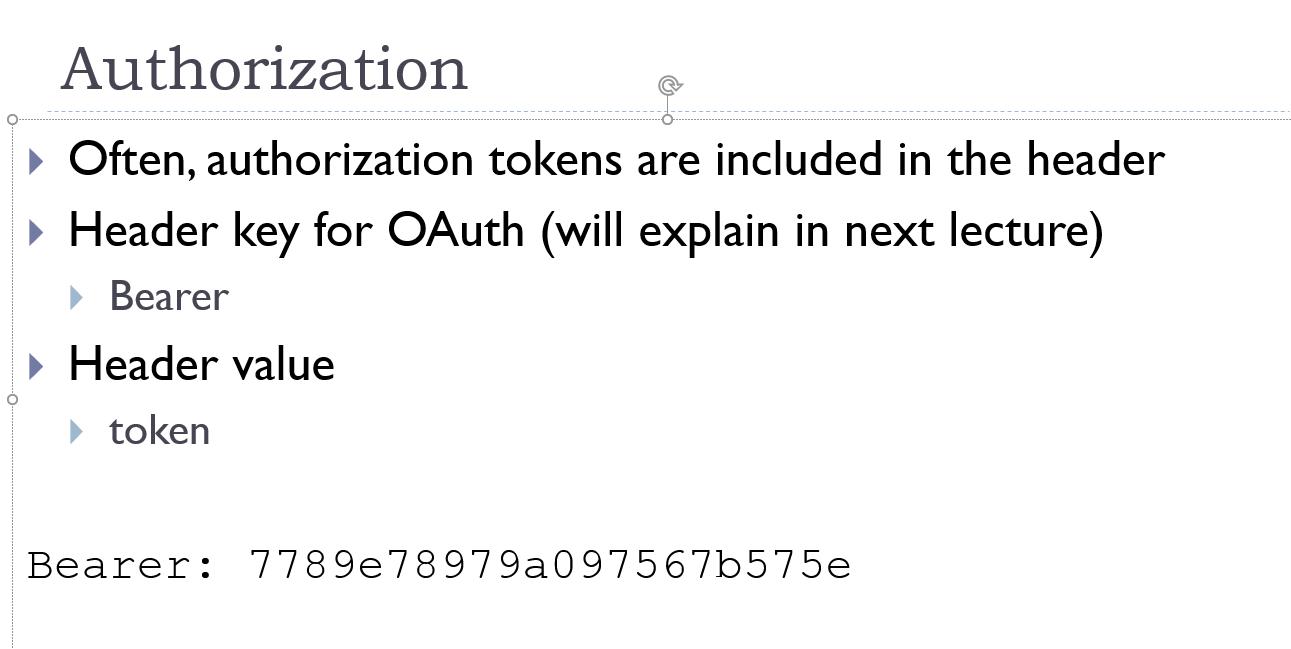 Authorization
Often, authorization tokens are included in the header
Header key for OAuth (will explain in next lecture)
Bearer
Header value
token
Bearer: 7789e78979a097567b575e